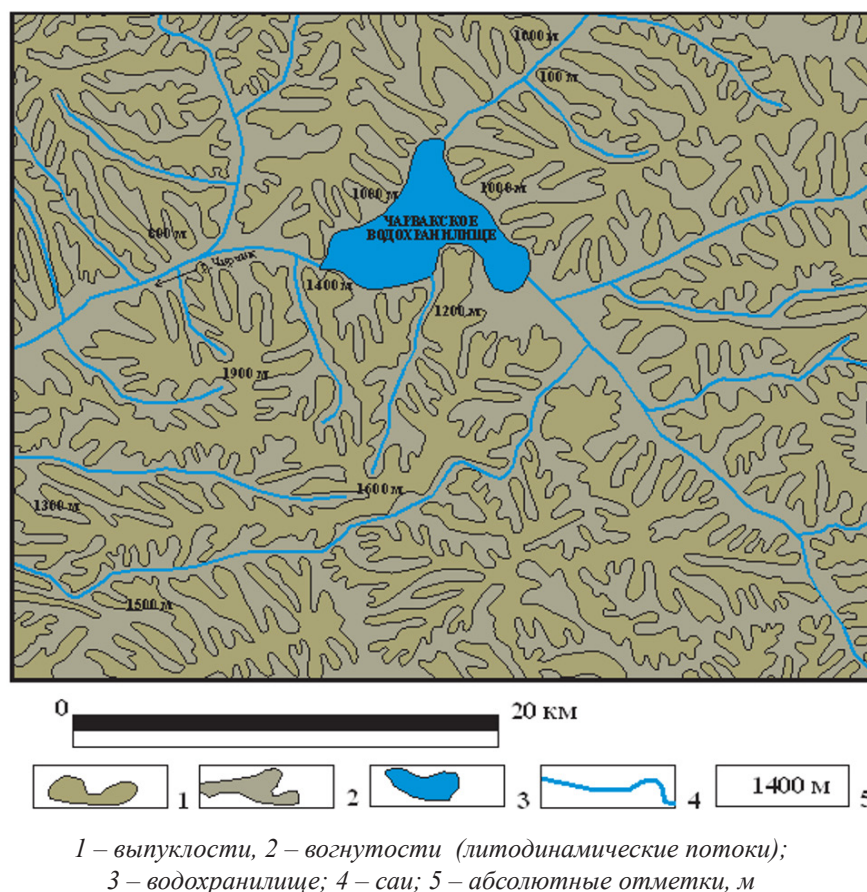 1000 м
100 м
1000 м
1000 м
ЧАРВАКСКОЕ
ВОДОХРАНИЛИЩЕ
800 м
р. Чирчик
1400 м
1200 м
1900 м
1600 м
1300 м
1500 м
0 20 км
1 2 3 4 1400 м 5
1 – выпуклости, 2 – вогнутости (литодинамические потоки);
3 – водохранилище; 4 – саи; 5 – абсолютные отметки, м